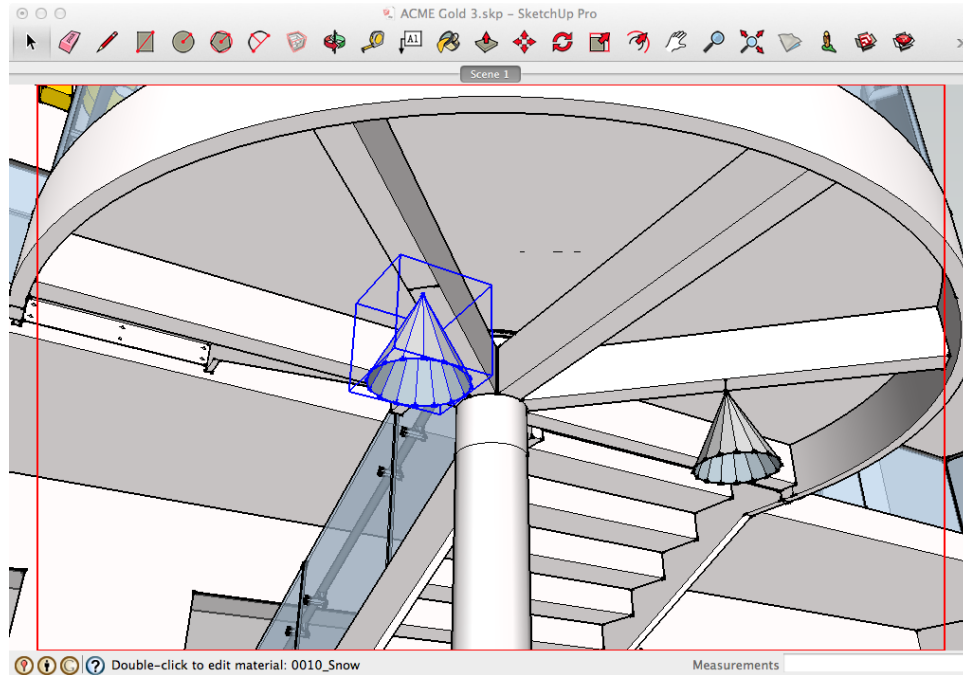 ACME Gold 3.skp – SketchUp Pro
A1
Scene 1
Double-click to edit material: 0010_Snow
Measurements